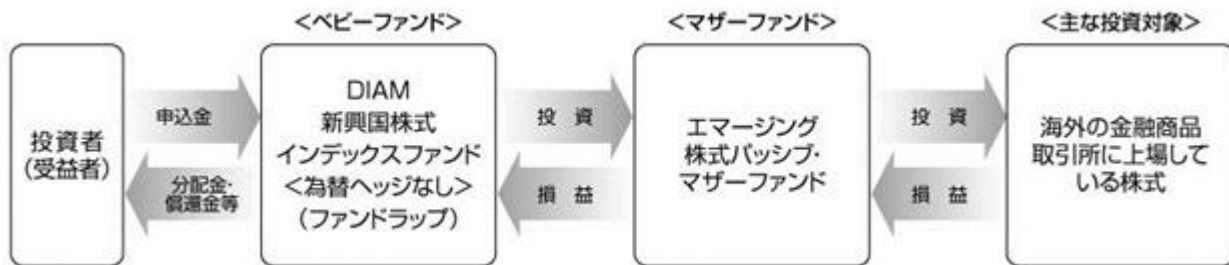 <ベビーファンド>
<マザーファンド>
<主な投資対象>
投資者
(受益者)
申込金
分配金・
償還金等
DIAM
新興国株式
インデックスファンド
<為替ヘッジなし>
(ファンドラップ)
投 資
損 益
エマージング
株式パッシブ・
マザーファンド
投 資
損 益
海外の金融商品
取引所に上場して
いる株式